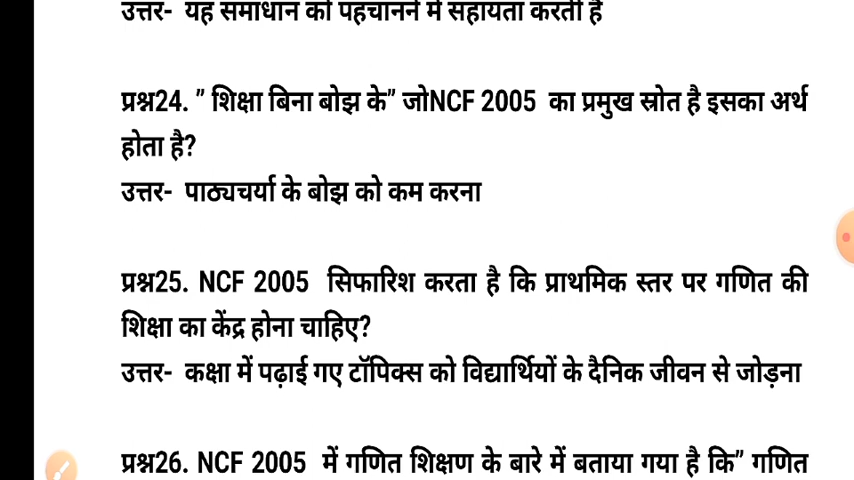 उत्तर- यह समाधान को पहचानने में सहायता करती है
प्रश्न24. ” शिक्षा बिना बोझ के” जोNCF 2005 का प्रमुख स्रोत है इसका अर्थ
होता है?
उत्तर- पाठ्यचर्या के बोझ को कम करना
प्रश्न25. NCF 2005 सिफारिश करता है कि प्राथमिक स्तर पर गणित की
शिक्षा का केंद्र होना चाहिए?
उत्तर- कक्षा में पढ़ाई गए टॉपिक्स को विद्यार्थियों के दैनिक जीवन से जोड़ना
प्रश्न26. NCF 2005 में गणित शिक्षण के बारे में बताया गया है कि” गणित